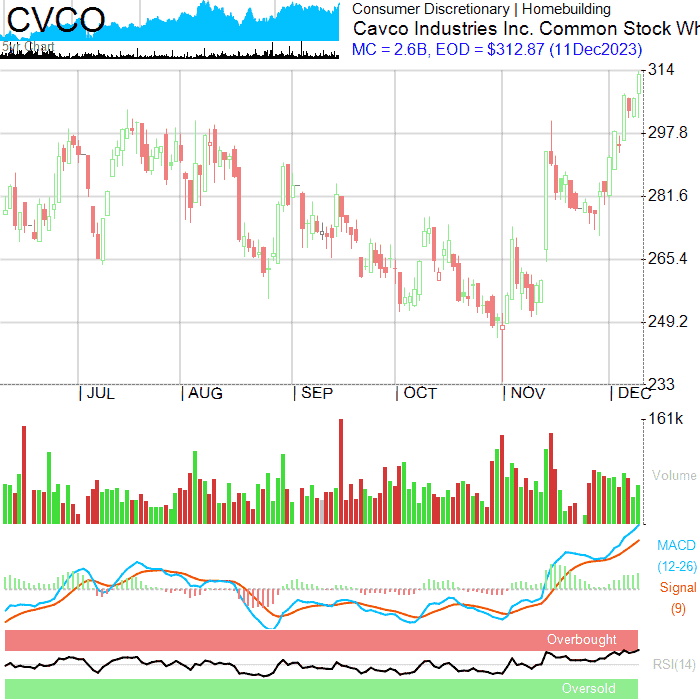 CVCO
5yr Chart
Consumer Discretionary | Homebuilding
Cavco Industries Inc. Common Stock Wh
MC = 2.6B, EOD = $312.87 (11Dec2023)
314
297.8
281.6
265.4
249.2
233
| JUL | AUG | SEP | OCT | NOV | DEC
161k
Volume
MACD
(12-26)
Signal
(9)
Overbought
RSI(14)
Oversold